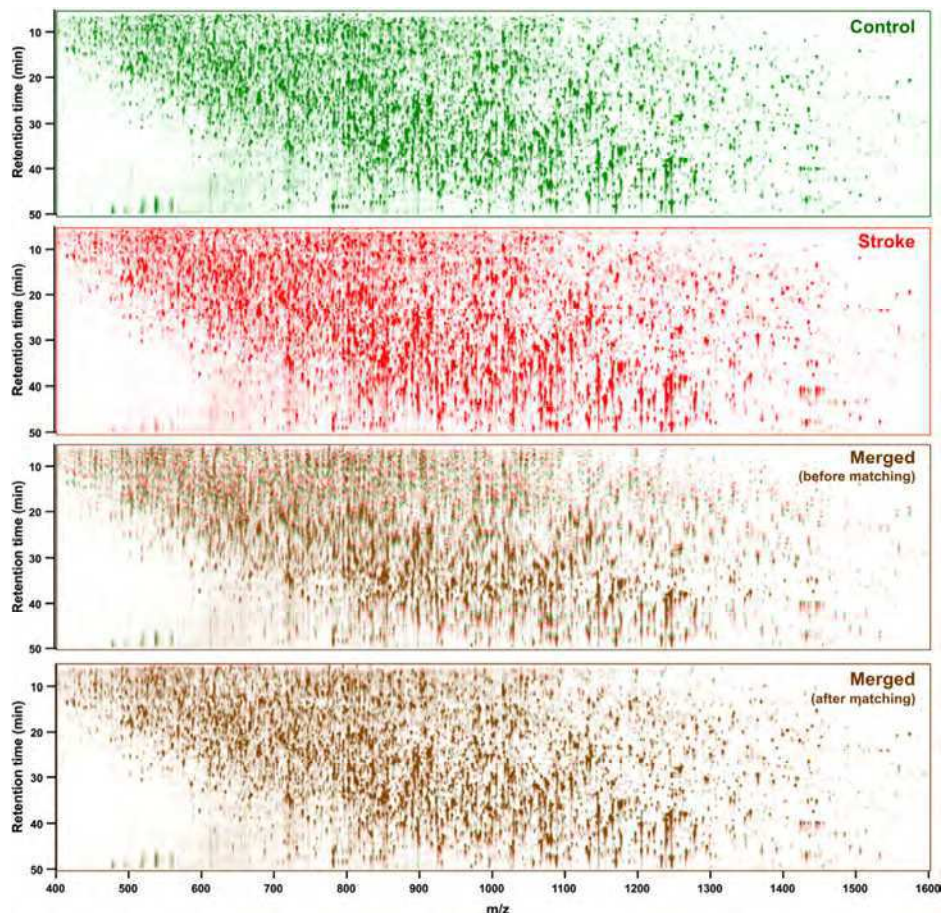 Control
Retention time (min)
10
20
30
40
50
Stroke
Retention time (min)
10
20
30
40
50
Merged
(before matching)
Retention time (min)
10
20
30
40
50
Merged
(after matching)
Retention time (min)
10
20
30
40
50
400 500 600 700 800 900 1000 1100 1200 1300 1400 1500 1600
m/z